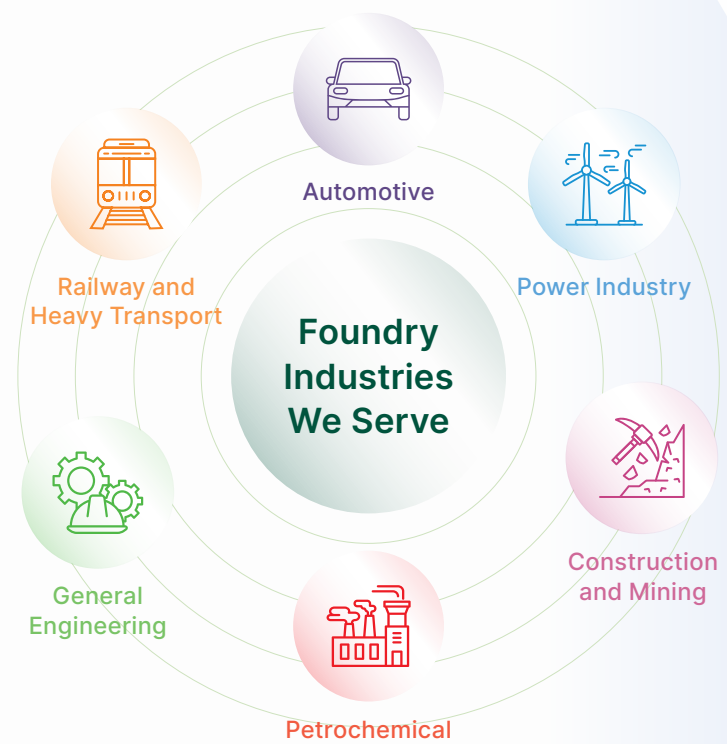 Automotive
Railway and
Heavy Transport
Power Industry
Foundry
Industries
We Serve
General
Engineering
Construction
and Mining
Petrochemical